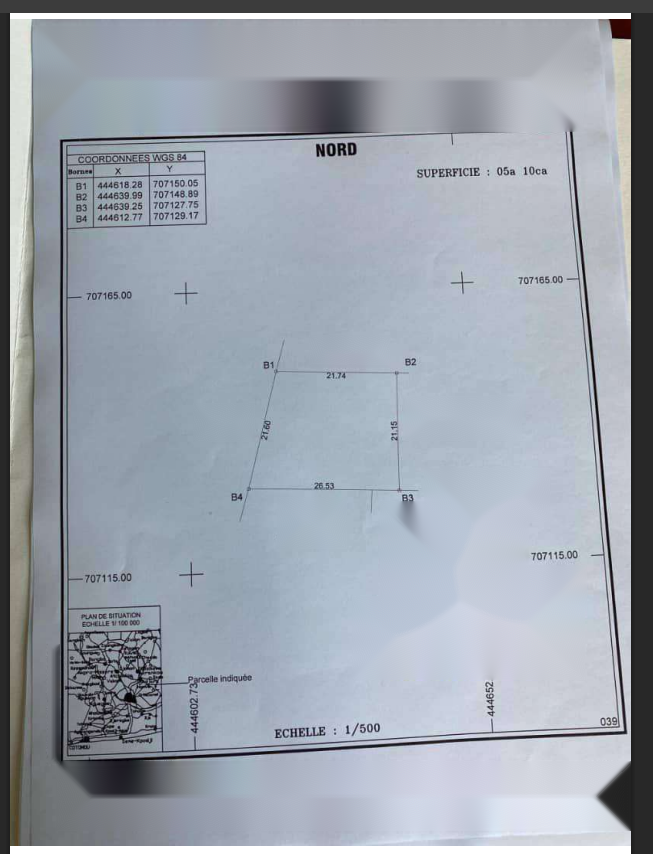 NORD
COORDONNEES WGS 84
Bornes X Y
B1 444618.28 707150.05
B2 444639.99 707148.89
B3 444639.25 707127.75
B4 444612.77 707129.17
SUPERFICIE : 05a 10ca
707165.00
707165.00
B1
B2
21.74
21.60
21.15
B4
26.53
B3
707115.00
707115.00
PLAN DE SITUATION
ECHELLE 1/ 100 000
Parcelle indiquée
444602.73
444652.
ECHELLE : 1/500
039